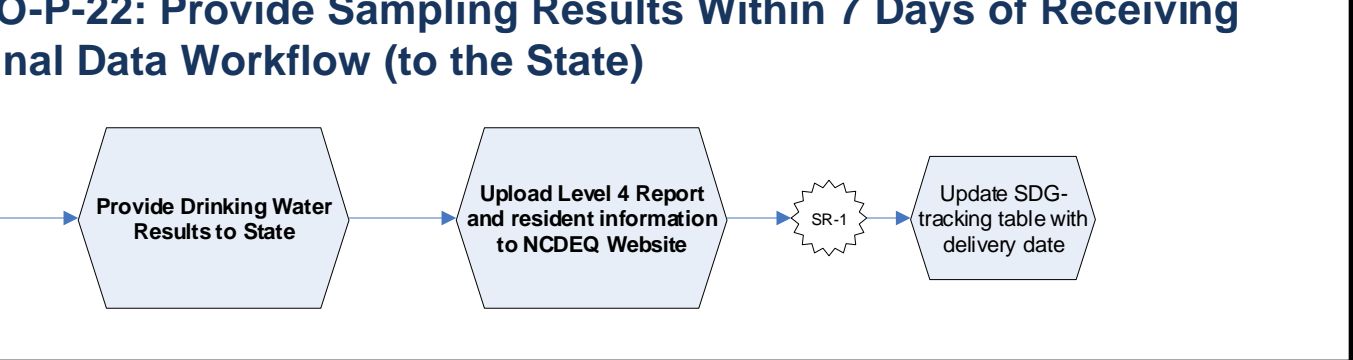 O-P-22: Provide Sampling Results Within 7 Days of Receiving
nal Data Workflow (to the State)
Provide Drinking Water
Results to State
Upload Level 4 Report
and resident information
to NCDEQ Website
SR-1
Update SDG-
tracking table with
delivery date